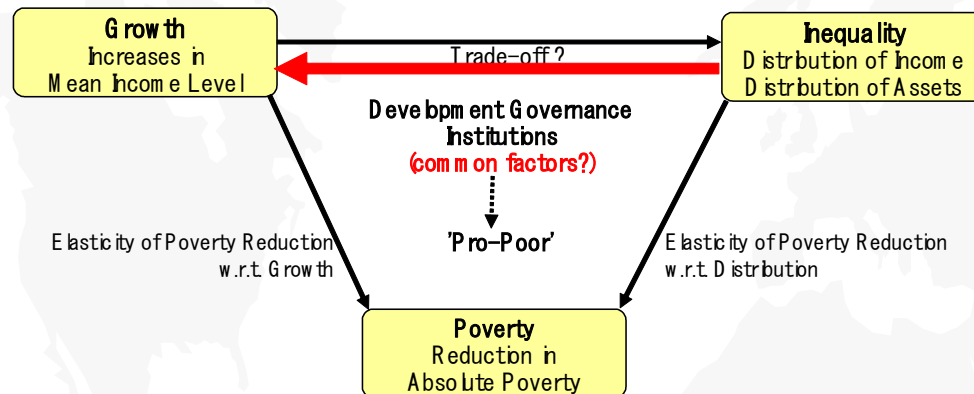 Growth
Increases in
Mean Income Level
Trade-off?
Inequality
Distribution of Income
Distribution of Assets
Development Governance
Institutions
(common factors?)
'Pro-Poor'
Elasticity of Poverty Reduction
w.r.t. Growth
Elasticity of Poverty Reduction
w.r.t. Distribution
Poverty
Reduction in
Absolute Poverty